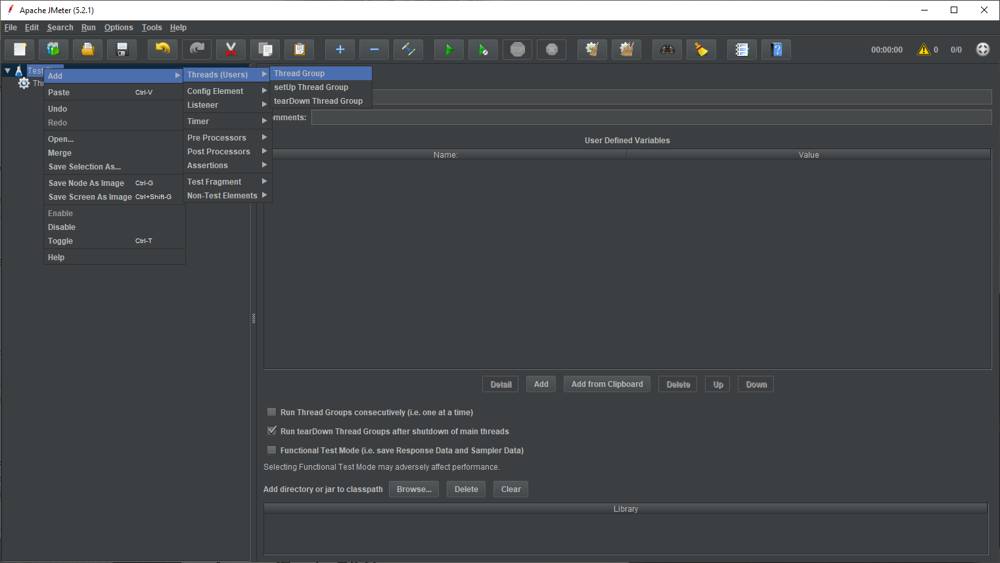 Apache JMeter (5.2.1)
File Edit Search Run Options Tools Help
STOP
00:00:00 0 0/0
Test
Thr
Add
Paste Ctrl-V
Undo
Redo
Open...
Merge
Save Selection As...
Save Node As Image Ctrl-G
Save Screen As Image Ctrl+Shift-G
Enable
Disable
Toggle Ctrl-T
Help
Threads (Users)
Config Element
Listener
Timer
Pre Processors
Post Processors
Assertions
Test Fragment
Non-Test Elements
Thread Group
setUp Thread Group
tearDown Thread Group
omments:
User Defined Variables
Name: Value
Detail Add Add from Clipboard Delete Up Down
Run Thread Groups consecutively (i.e. one at a time)
Run tearDown Thread Groups after shutdown of main threads
Functional Test Mode (i.e. save Response Data and Sampler Data)
Selecting Functional Test Mode may adversely affect performance.
Add directory or jar to classpath Browse... Delete Clear
Library